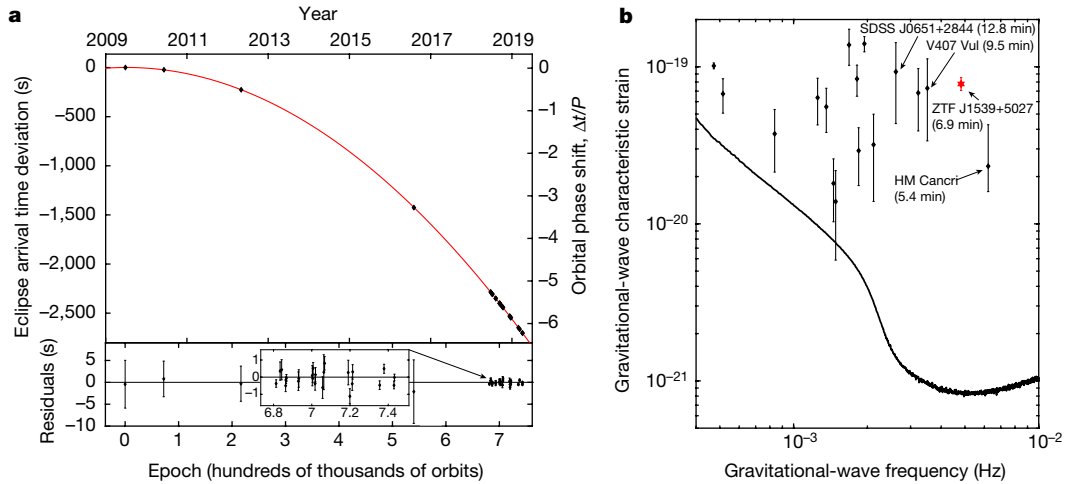 a
Year
2009 2011 2013 2015 2017 2019
Eclipse arrival time deviation (s)
0
−500
−1,000
−1,500
−2,000
−2,500
0
−1
−2
−3
−4
−5
−6
Orbital phase shift, Δt/P
Residuals (s)
5
0
−5
−10
1
0
−1
6.8 7 7.2 7.4
0 1 2 3 4 5 6 7
Epoch (hundreds of thousands of orbits)
b
Gravitational-wave characteristic strain
10⁻¹⁹
10⁻²⁰
10⁻²¹
SDSS J0651+2844 (12.8 min)
V407 Vul (9.5 min)
ZTF J1539+5027
(6.9 min)
HM Cancri
(5.4 min)
10⁻³ 10⁻²
Gravitational-wave frequency (Hz)